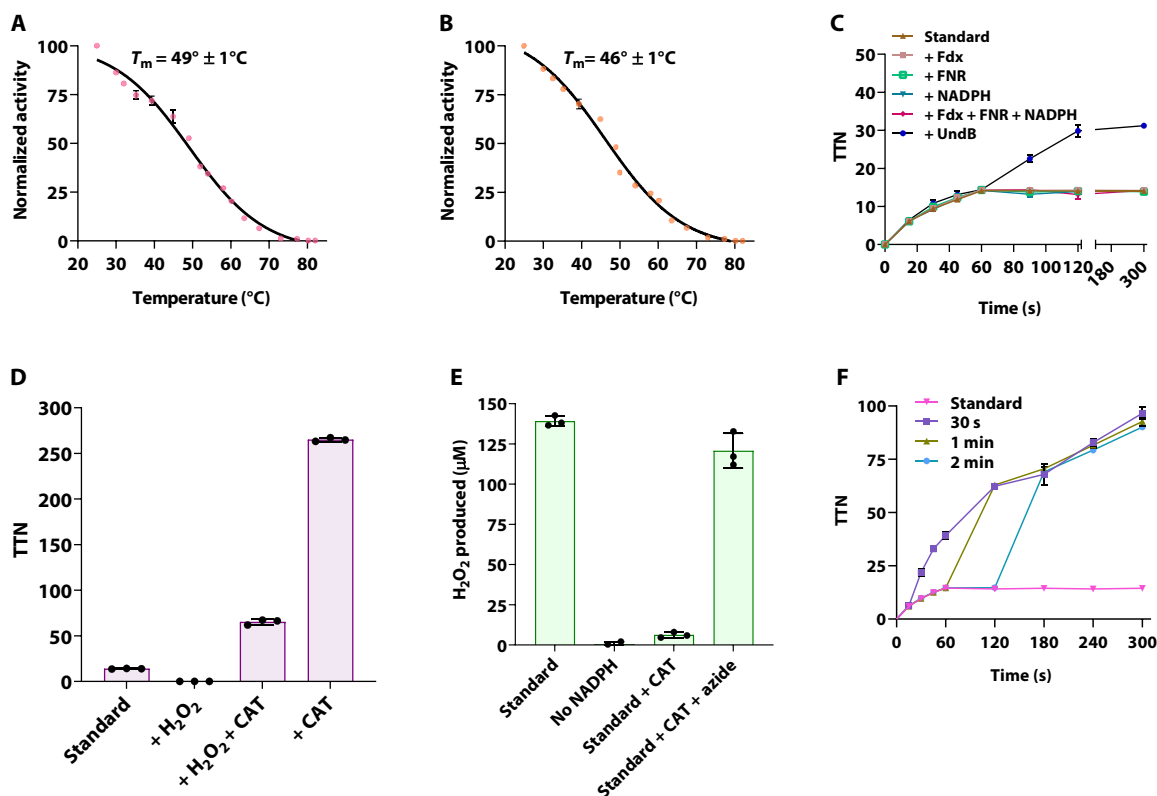 A
T_m = 49° ± 1°C
Normalized activity
100
75
50
25
0
20 30 40 50 60 70 80
Temperature (°C)
B
T_m = 46° ± 1°C
Normalized activity
100
75
50
25
0
20 30 40 50 60 70 80
Temperature (°C)
C
Standard
+ Fdx
+ FNR
+ NADPH
+ Fdx + FNR + NADPH
+ UndB
TTN
50
40
30
20
10
0
0 20 40 60 80 100 120 180 300
Time (s)
D
TTN
300
250
200
150
100
50
0
Standard
+ H₂O₂
+ H₂O₂ + CAT
+ CAT
E
H₂O₂ produced (μM)
150
125
100
75
50
25
0
Standard
No NADPH
Standard + CAT
Standard + CAT + azide
F
Standard
30 s
1 min
2 min
TTN
100
75
50
25
0
0 60 120 180 240 300
Time (s)